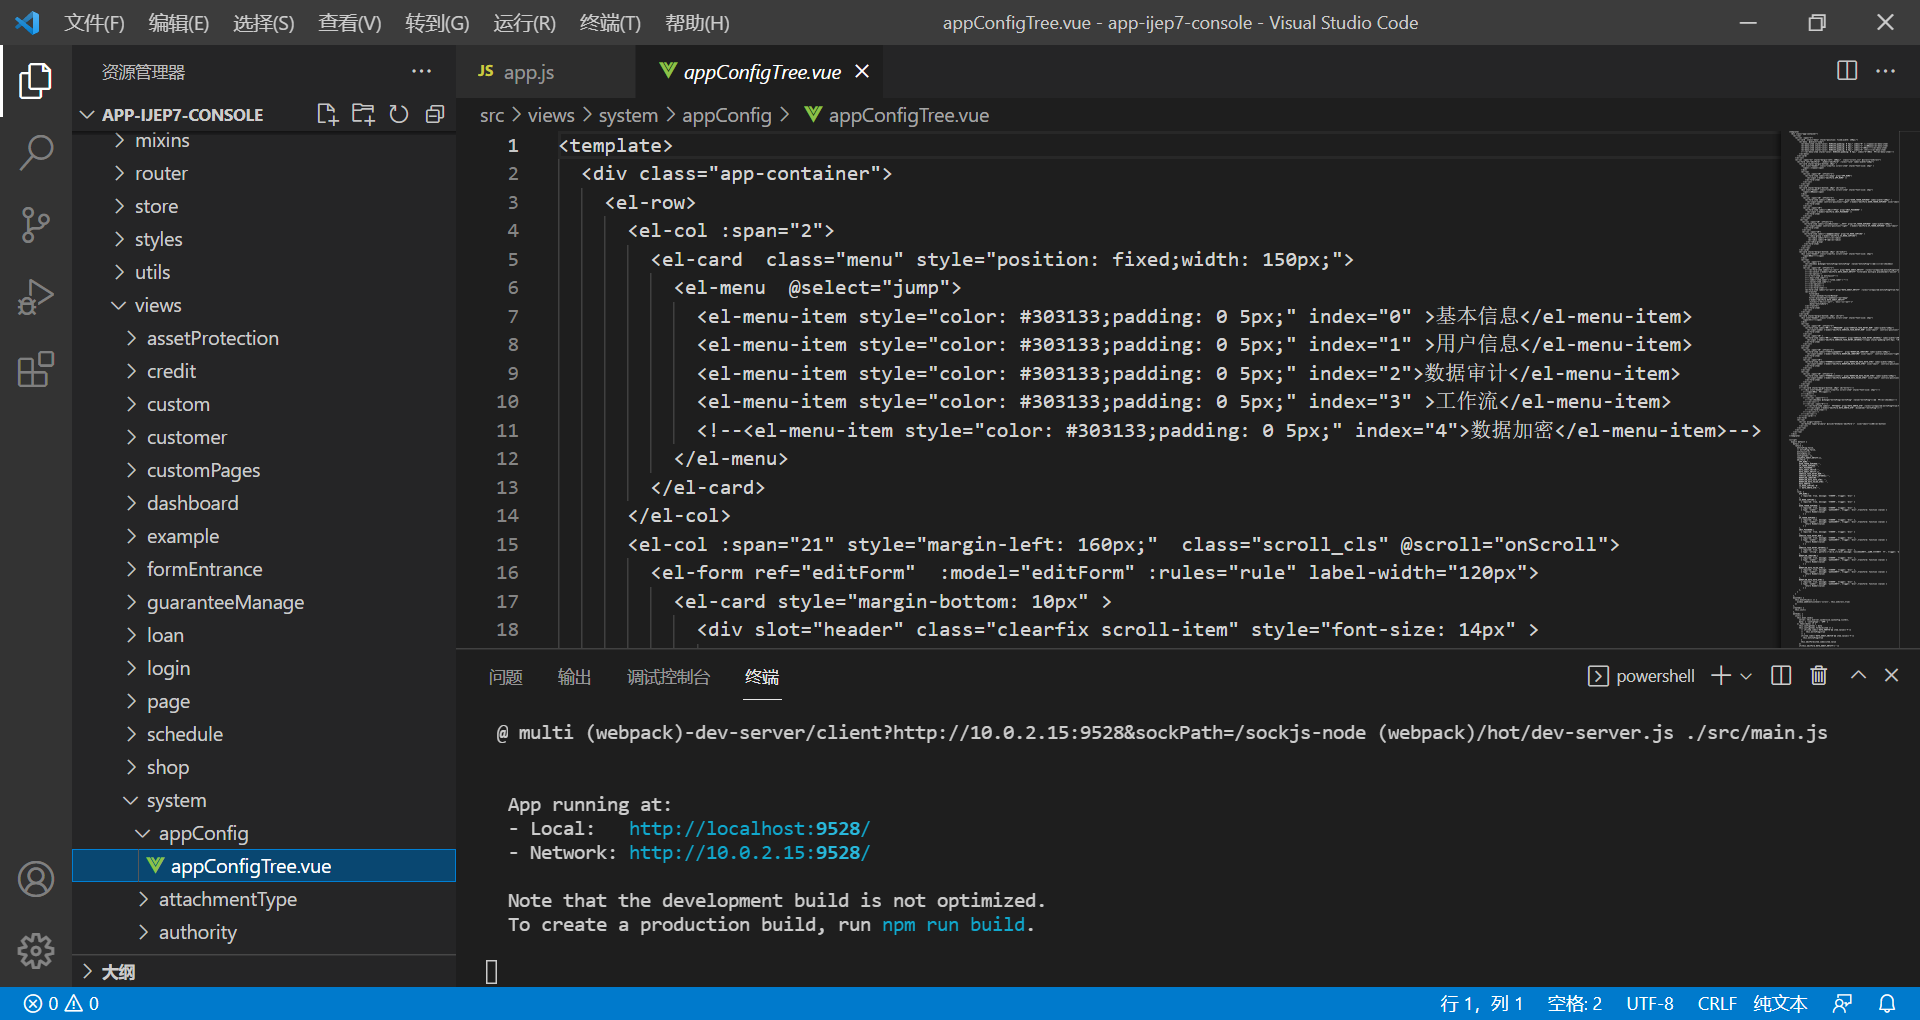 文件(F) 编辑(E) 选择(S) 查看(V) 转到(G) 运行(R) 终端(T) 帮助(H) appConfigTree.vue - app-ijep7-console - Visual Studio Code
资源管理器
APP-IJEP7-CONSOLE
mixins
router
store
styles
utils
views
assetProtection
credit
custom
customer
customPages
dashboard
example
formEntrance
guaranteeManage
loan
login
page
schedule
shop
system
appConfig
appConfigTree.vue
attachmentType
authority
大纲
JS app.js appConfigTree.vue
src > views > system > appConfig > appConfigTree.vue
1 <template>
2 <div class="app-container">
3 <el-row>
4 <el-col :span="2">
5 <el-card  class="menu" style="position: fixed;width: 150px;">
6 <el-menu  @select="jump">
7 <el-menu-item style="color: #303133;padding: 0 5px;" index="0" >基本信息</el-menu-item>
8 <el-menu-item style="color: #303133;padding: 0 5px;" index="1" >用户信息</el-menu-item>
9 <el-menu-item style="color: #303133;padding: 0 5px;" index="2">数据审计</el-menu-item>
10 <el-menu-item style="color: #303133;padding: 0 5px;" index="3" >工作流</el-menu-item>
11 <!--<el-menu-item style="color: #303133;padding: 0 5px;" index="4">数据加密</el-menu-item>-->
12 </el-menu>
13 </el-card>
14 </el-col>
15 <el-col :span="21" style="margin-left: 160px;"  class="scroll_cls" @scroll="onScroll">
16 <el-form ref="editForm"  :model="editForm" :rules="rule" label-width="120px">
17 <el-card style="margin-bottom: 10px" >
18 <div slot="header" class="clearfix scroll-item" style="font-size: 14px" >
问题 输出 调试控制台 终端 powershell
@ multi (webpack)-dev-server/client?http://10.0.2.15:9528&sockPath=/sockjs-node (webpack)/hot/dev-server.js ./src/main.js
App running at:
- Local:   http://localhost:9528/
- Network: http://10.0.2.15:9528/
Note that the development build is not optimized.
To create a production build, run npm run build.
0 0 行 1，列 1 空格: 2 UTF-8 CRLF 纯文本